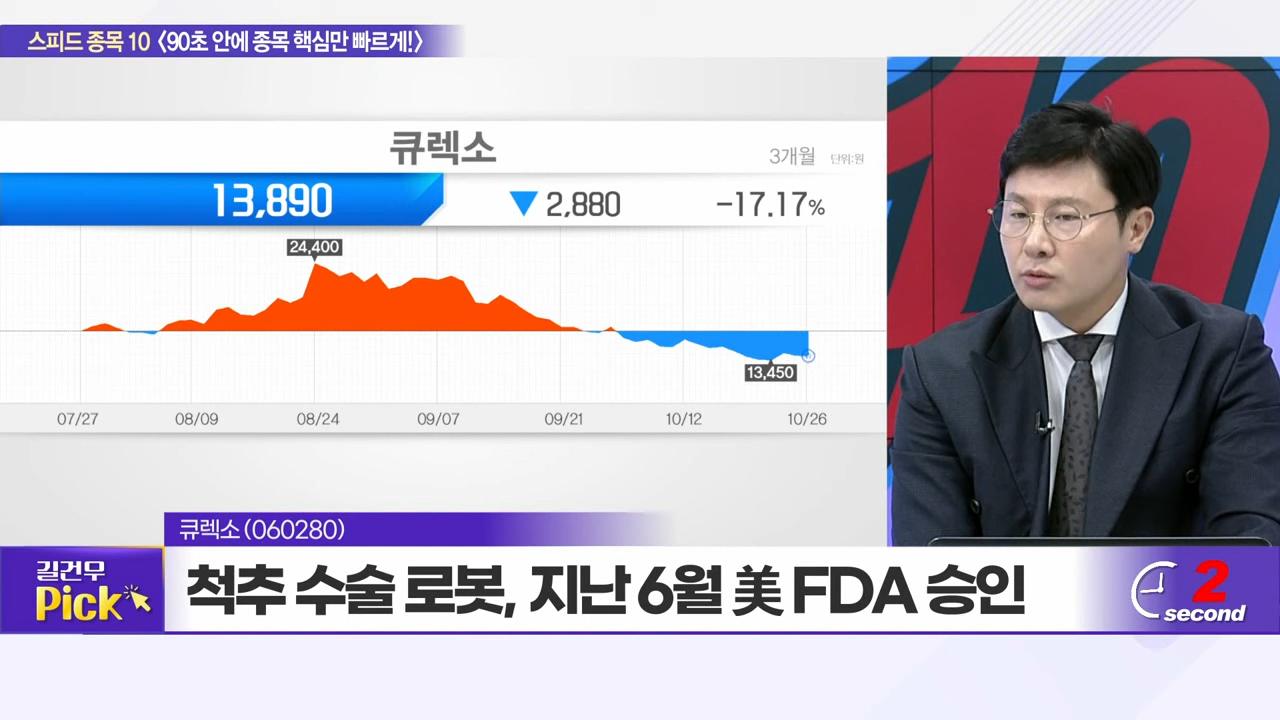 스피드 종목 10 〈90초 안에 종목 핵심만 빠르게!〉
큐렉소
3개월 단위:원
13,890 ▼ 2,880 -17.17%
24,400
13,450
07/27 08/09 08/24 09/07 09/21 10/12 10/26
큐렉소 (060280)
길건무
Pick
척추 수술 로봇, 지난 6월 美 FDA 승인
2
second